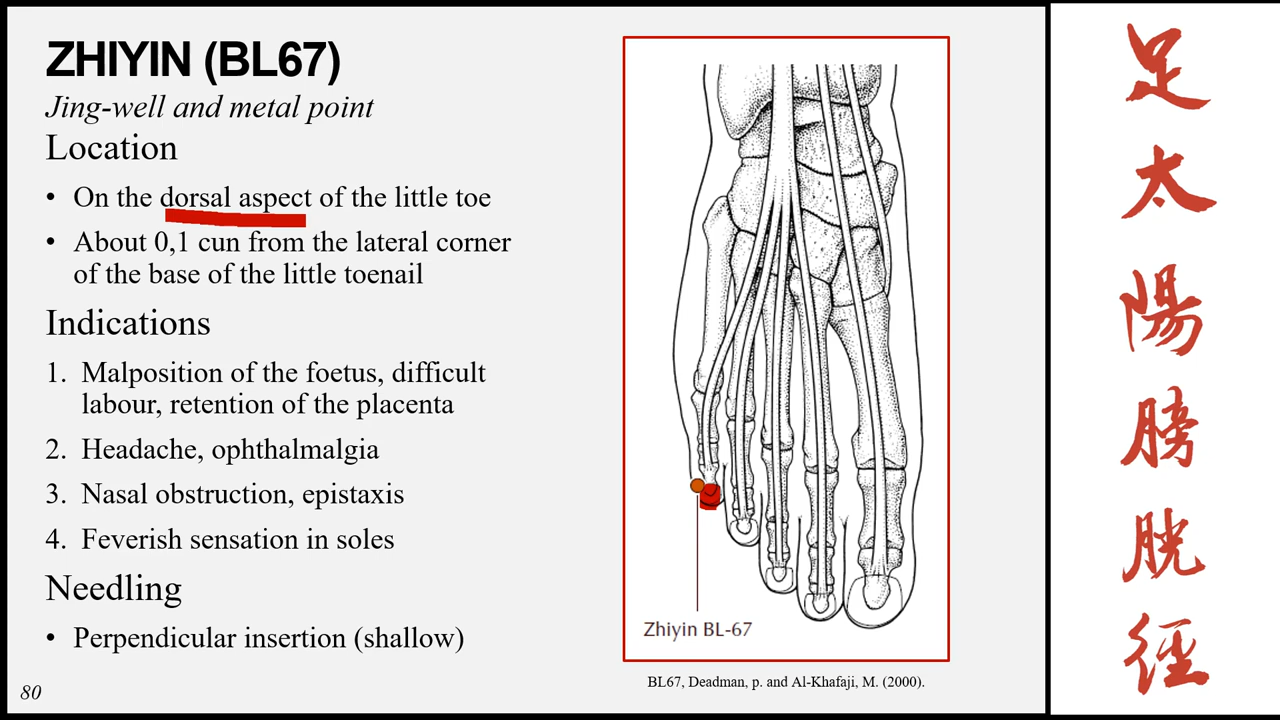 ZHIYIN (BL67)
Jing-well and metal point
Location
• On the dorsal aspect of the little toe
• About 0,1 cun from the lateral corner
of the base of the little toenail
Indications
1. Malposition of the foetus, difficult
labour, retention of the placenta
2. Headache, ophthalmalgia
3. Nasal obstruction, epistaxis
4. Feverish sensation in soles
Needling
• Perpendicular insertion (shallow)
80
Zhiyin BL-67
BL67, Deadman, p. and Al-Khafaji, M. (2000).
足太陽膀胱徑